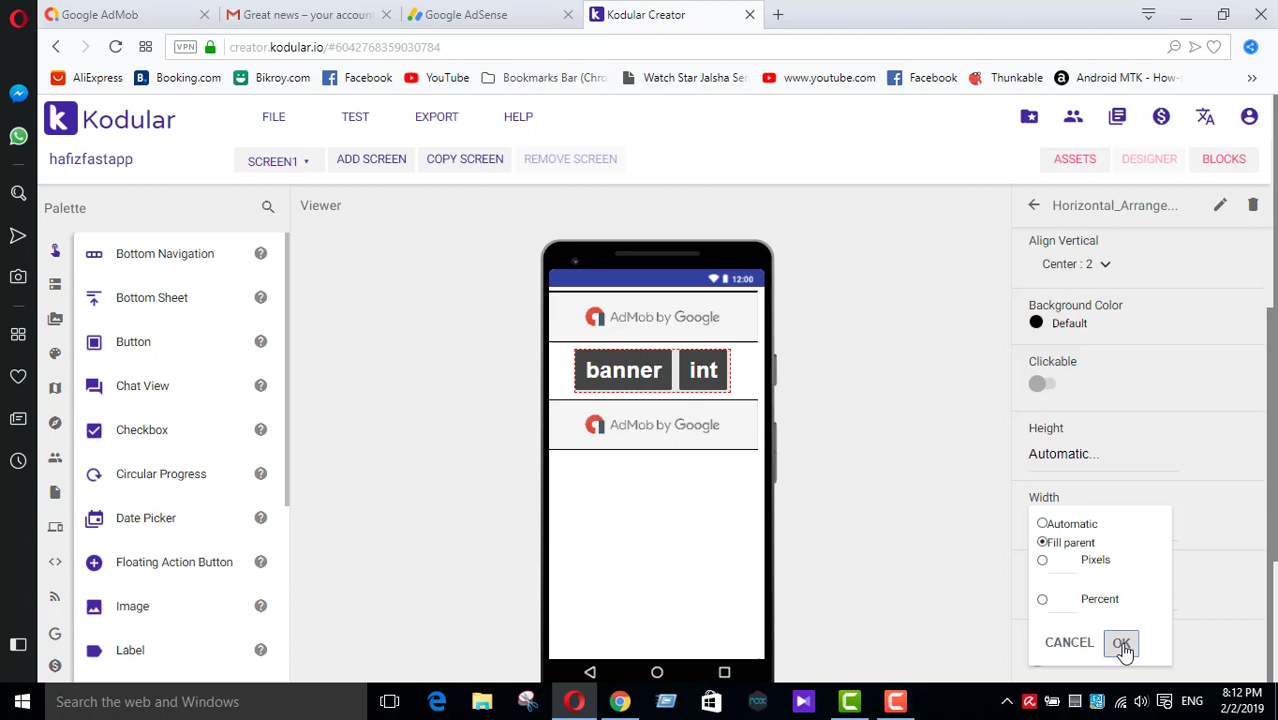 Google AdMob
Great news – your accoun
Google AdSense
Kodular Creator
VPN
creator.kodular.io/#6042768359030784
AliExpress
Booking.com
Bikroy.com
Facebook
YouTube
Bookmarks Bar (Chro
Watch Star Jalsha Ser
www.youtube.com
Facebook
Thunkable
Android MTK - How-
Kodular
FILE
TEST
EXPORT
HELP
hafizfastapp
SCREEN1
ADD SCREEN
COPY SCREEN
REMOVE SCREEN
ASSETS
DESIGNER
BLOCKS
Palette
Viewer
Horizontal_Arrange...
Bottom Navigation
Bottom Sheet
Button
Chat View
Checkbox
Circular Progress
Date Picker
Floating Action Button
Image
Label
12:00
AdMob by Google
banner
int
AdMob by Google
Align Vertical
Center : 2
Background Color
Default
Clickable
Height
Automatic...
Width
Automatic
Fill parent
Pixels
Percent
CANCEL
OK
Search the web and Windows
ENG
8:12 PM
2/2/2019